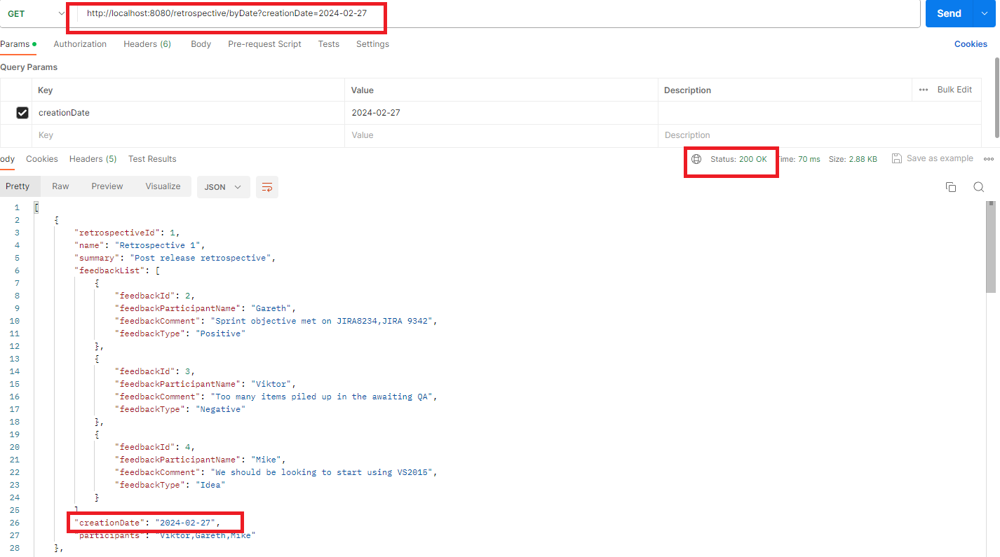 GET http://localhost:8080/retrospective/byDate?creationDate=2024-02-27 Send
Params Authorization Headers (6) Body Pre-request Script Tests Settings Cookies
Query Params
Key Value Description ••• Bulk Edit
creationDate 2024-02-27
Key Value Description
ody Cookies Headers (5) Test Results Status: 200 OK ime: 70 ms Size: 2.88 KB Save as example
Pretty Raw Preview Visualize JSON
1 [
2 {
3 "retrospectiveId": 1,
4 "name": "Retrospective 1",
5 "summary": "Post release retrospective",
6 "feedbackList": [
7 {
8 "feedbackId": 2,
9 "feedbackParticipantName": "Gareth",
10 "feedbackComment": "Sprint objective met on JIRA8234,JIRA 9342",
11 "feedbackType": "Positive"
12 },
13 {
14 "feedbackId": 3,
15 "feedbackParticipantName": "Viktor",
16 "feedbackComment": "Too many items piled up in the awaiting QA",
17 "feedbackType": "Negative"
18 },
19 {
20 "feedbackId": 4,
21 "feedbackParticipantName": "Mike",
22 "feedbackComment": "We should be looking to start using VS2015",
23 "feedbackType": "Idea"
24 }
25 ]
26 "creationDate": "2024-02-27",
27 "participants" "Viktor,Gareth,Mike"
28 },